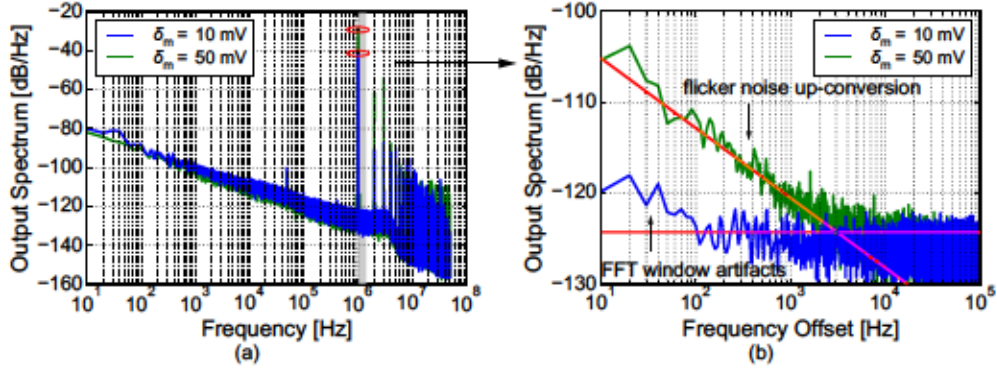 −20
−40
−60
−80
−100
−120
−140
−160
Output Spectrum [dB/Hz]
δm = 10 mV
δm = 50 mV
10^1 10^2 10^3 10^4 10^5 10^6 10^7 10^8
Frequency [Hz]
(a)
−100
−110
−120
−130
Output Spectrum [dB/Hz]
δm = 10 mV
δm = 50 mV
flicker noise up-conversion
FFT window artifacts
10^1 10^2 10^3 10^4 10^5
Frequency Offset [Hz]
(b)